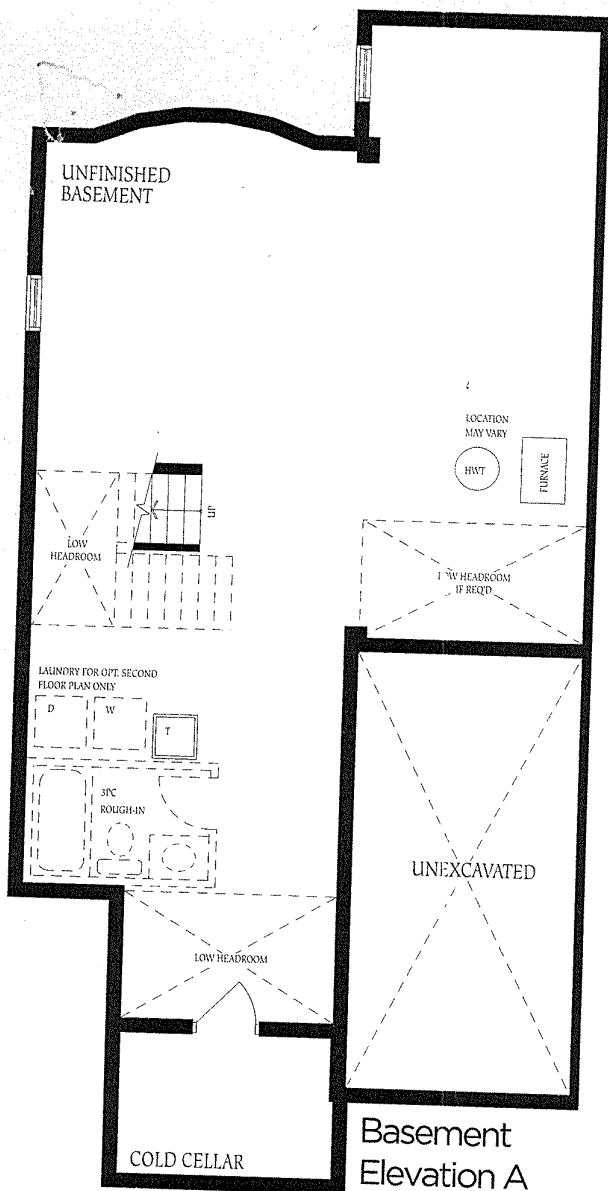 UNFINISHED
BASEMENT
LOCATION
MAY VARY
HWT
FURNACE
UP
LOW
HEADROOM
LOW HEADROOM
IF REQ'D
LAUNDRY FOR OPT. SECOND
FLOOR PLAN ONLY
D
W
T
3PC
ROUGH-IN
UNEXCAVATED
LOW HEADROOM
COLD CELLAR
Basement
Elevation A